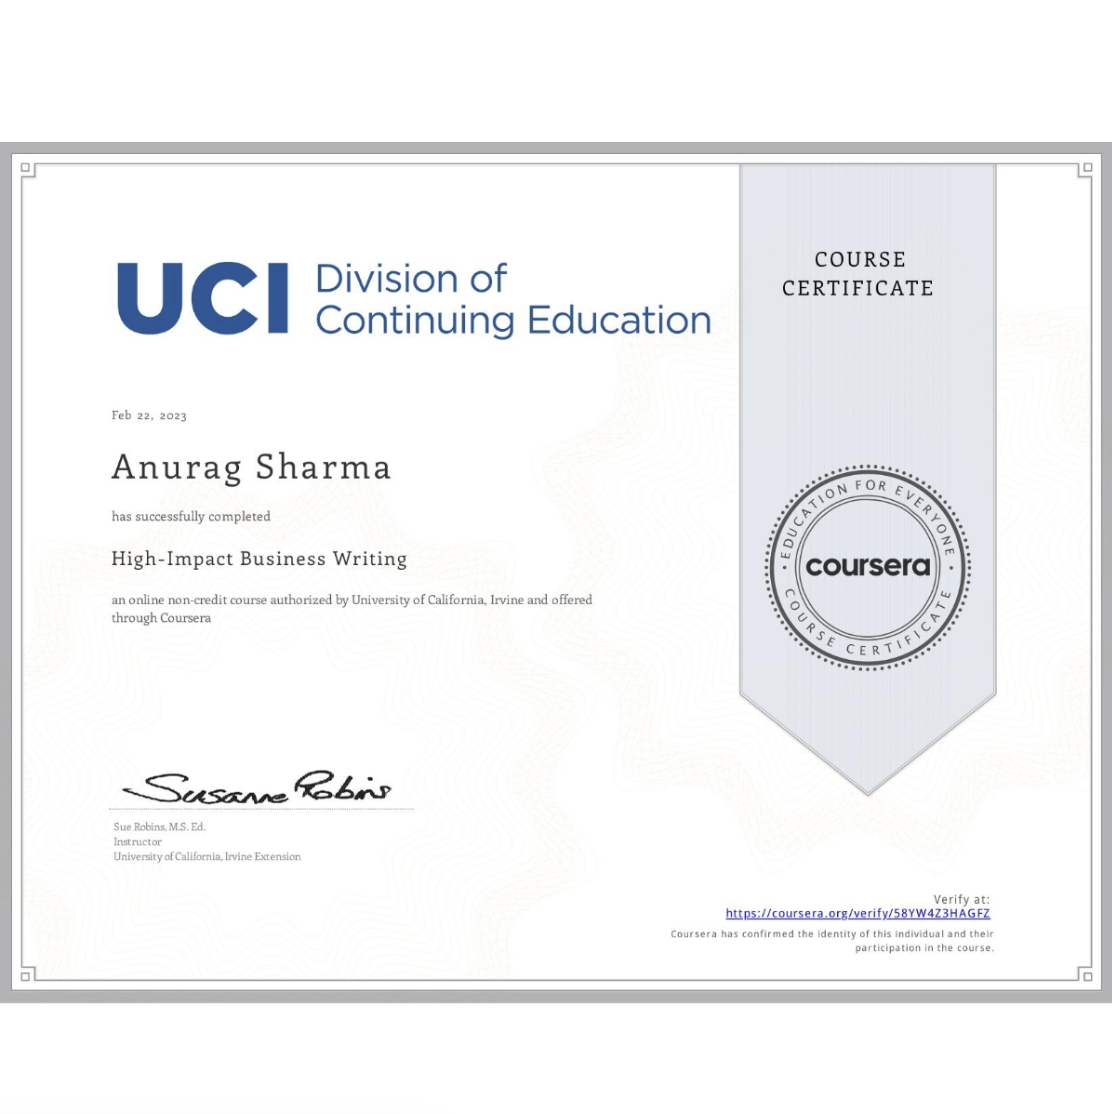 UCI Division of
Continuing Education
COURSE
CERTIFICATE
Feb 22, 2023
Anurag Sharma
has successfully completed
High-Impact Business Writing
an online non-credit course authorized by University of California, Irvine and offered
through Coursera
EDUCATION FOR EVERYONE
coursera
COURSE CERTIFICATE
Susanne Robins
Sue Robins, M.S. Ed.
Instructor
University of California, Irvine Extension
Verify at:
https://coursera.org/verify/58YW4Z3HAGFZ
Coursera has confirmed the identity of this individual and their
participation in the course.